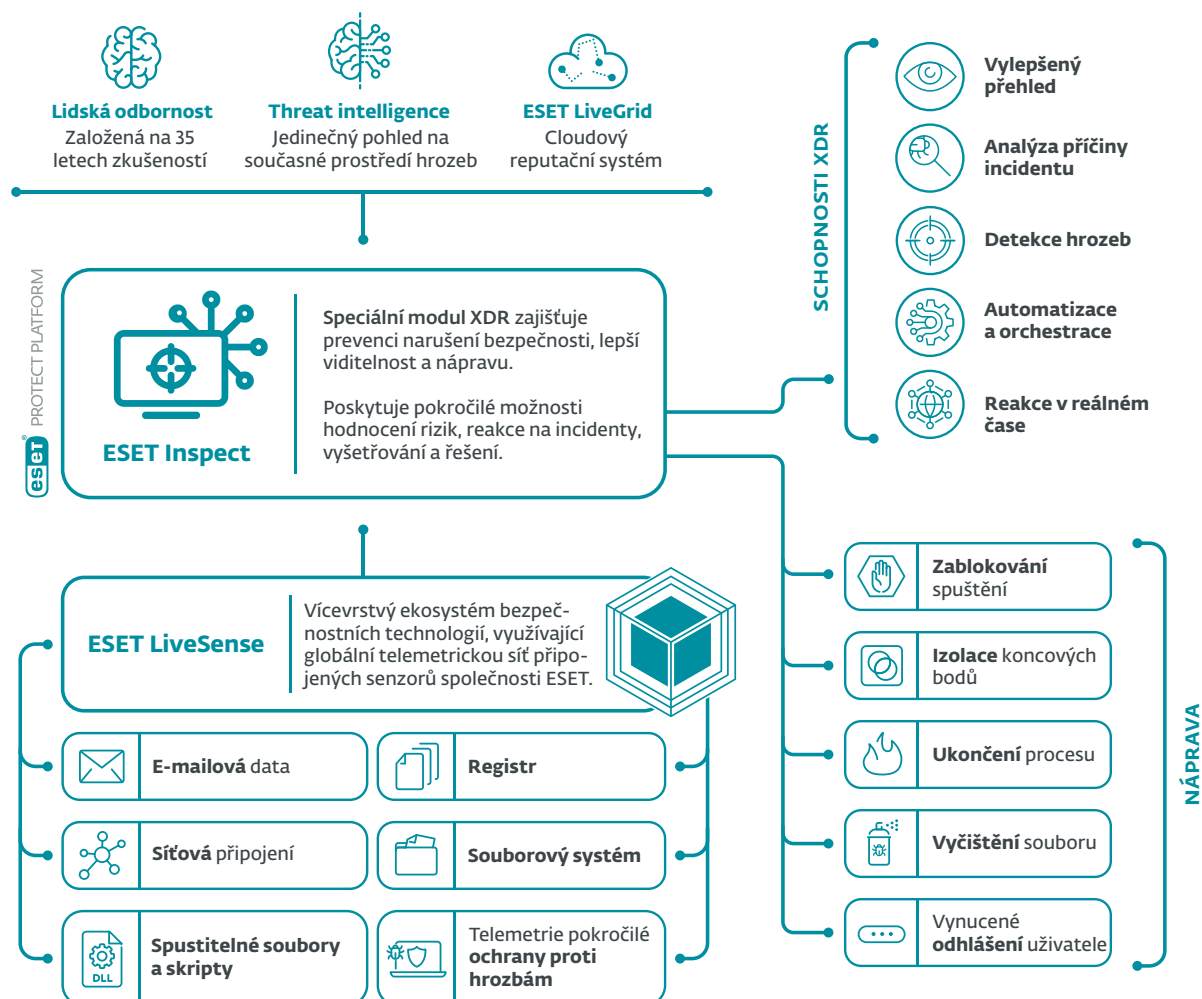 Lidská odbornost
Založená na 35
letech zkušeností
Threat intelligence
Jedinečný pohled na
současné prostředí hrozeb
ESET LiveGrid
Cloudový
reputační systém
SCHOPNOSTI XDR
Vylepšený
přehled
Analýza příčiny
incidentu
Detekce hrozeb
Automatizace
a orchestrace
Reakce v reálném
čase
eset® PROTECT PLATFORM
ESET Inspect
Speciální modul XDR zajišťuje
prevenci narušení bezpečnosti, lepší
viditelnost a nápravu.
Poskytuje pokročilé možnosti
hodnocení rizik, reakce na incidenty,
vyšetřování a řešení.
ESET LiveSense
Vícevrstvý ekosystém bezpeč-
nostních technologií, využívající
globální telemetrickou síť připo-
jených senzorů společnosti ESET.
E-mailová data
Registr
Síťová připojení
Souborový systém
DLL
Spustitelné soubory
a skripty
Telemetrie pokročilé
ochrany proti
hrozbám
Zablokování
spuštění
Izolace koncových
bodů
Ukončení procesu
Vyčištění souboru
Vynucené
odhlášení uživatele
NÁPRAVA